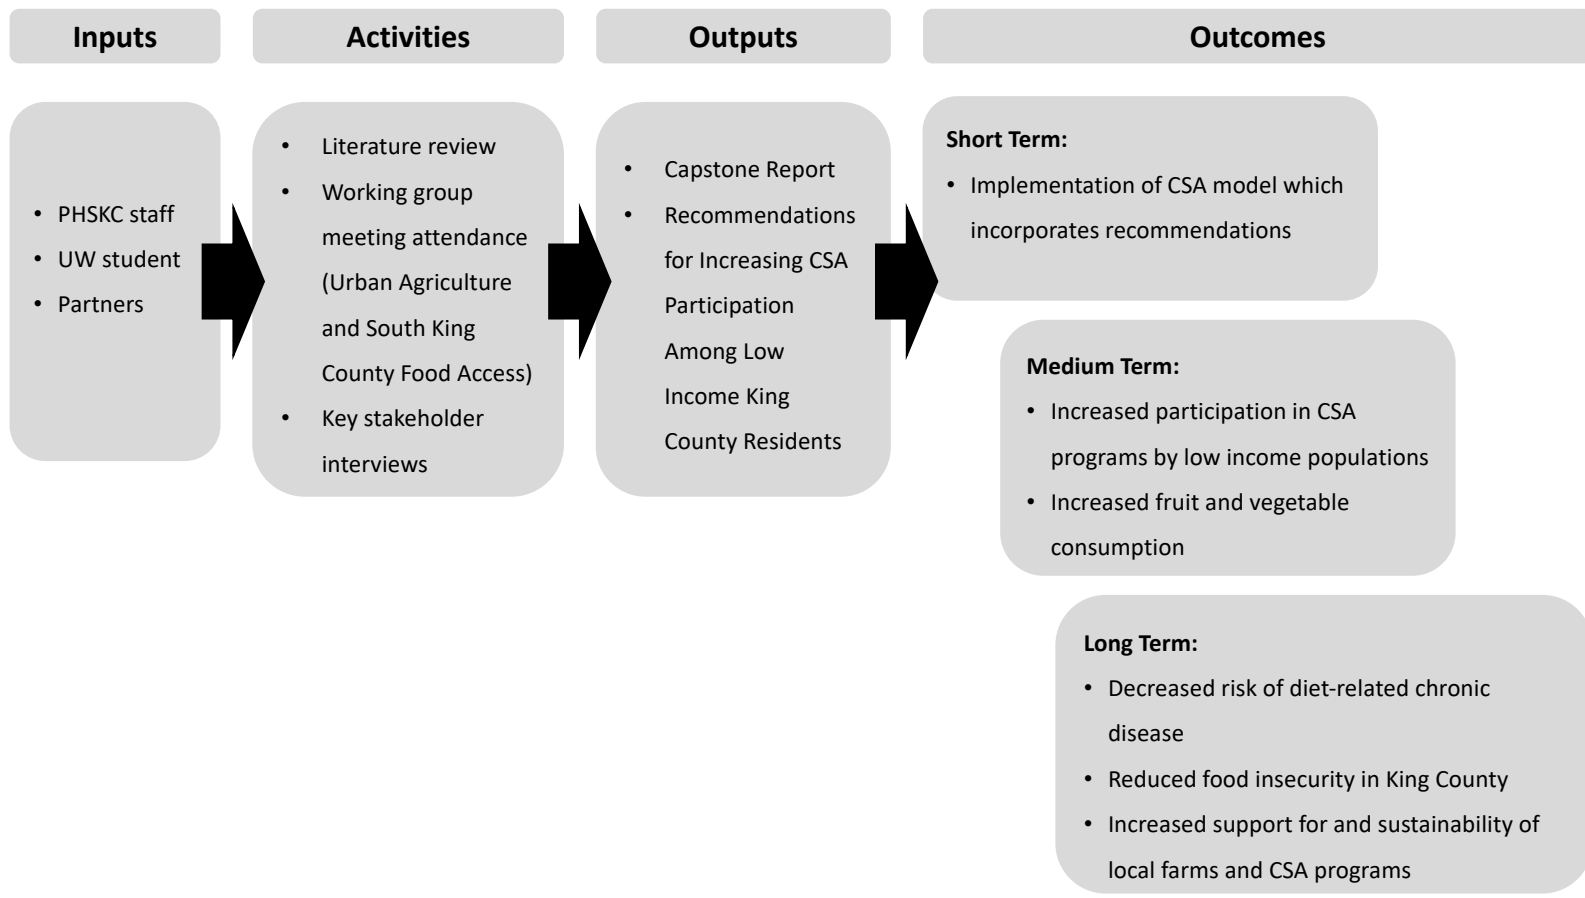 Inputs
Activities
Outputs
Outcomes
• PHSKC staff
• UW student
• Partners
• Literature review
• Working group
meeting attendance
(Urban Agriculture
and South King
County Food Access)
• Key stakeholder
interviews
• Capstone Report
• Recommendations
for Increasing CSA
Participation
Among Low
Income King
County Residents
Short Term:
• Implementation of CSA model which
incorporates recommendations
Medium Term:
• Increased participation in CSA
programs by low income populations
• Increased fruit and vegetable
consumption
Long Term:
• Decreased risk of diet-related chronic
disease
• Reduced food insecurity in King County
• Increased support for and sustainability of
local farms and CSA programs